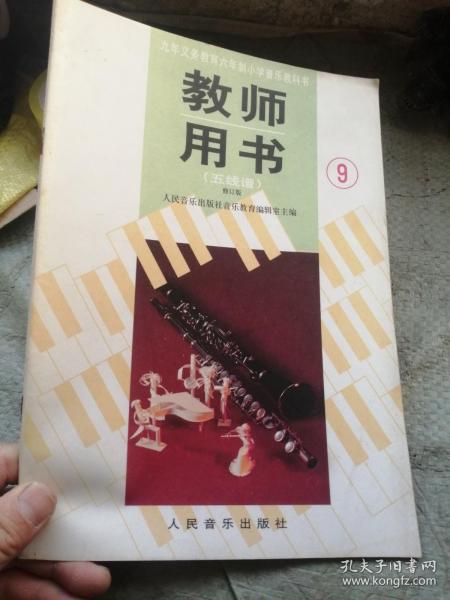 九年义务教育六年制小学音乐教科书
教师
用书
（五线谱）
修订版
9
人民音乐出版社音乐教育编辑室主编
人民音乐出版社
孔夫子旧书网
www.kongfz.com